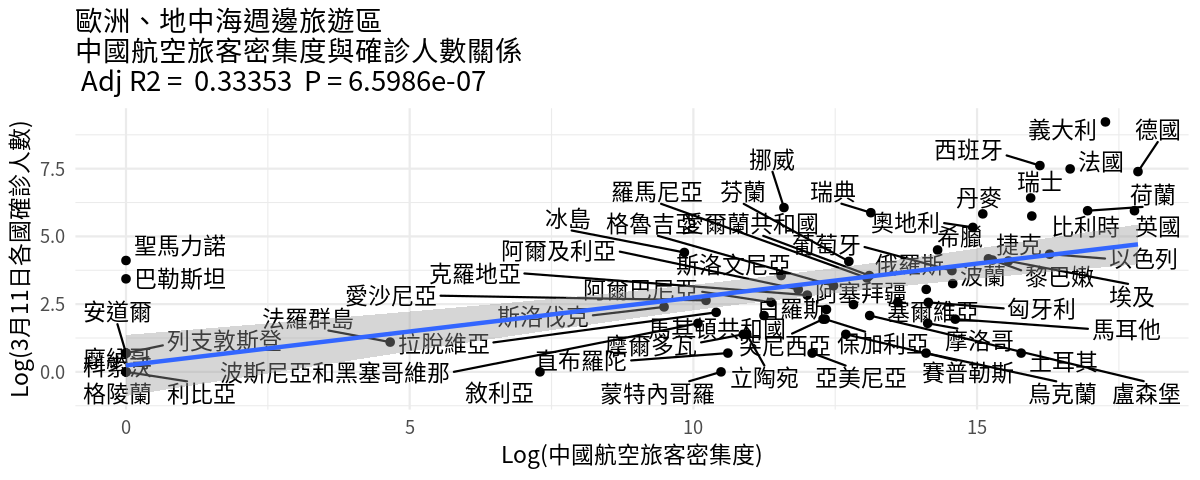 歐洲、地中海週邊旅遊區
中國航空旅客密集度與確診人數關係
Adj R2 = 0.33353 P = 6.5986e-07
Log(3月11日各國確診人數)
7.5
5.0
2.5
0.0
義大利
德國
西班牙
法國
挪威
瑞士
羅馬尼亞
芬蘭
瑞典
丹麥
荷蘭
冰島
格魯吉亞
愛爾蘭共和國
奧地利
比利時
英國
聖馬力諾
葡萄牙
希臘
捷克
阿爾及利亞
斯洛文尼亞
俄羅斯
以色列
巴勒斯坦
克羅地亞
波蘭
黎巴嫩
愛沙尼亞
阿爾巴尼亞
阿塞拜疆
埃及
安道爾
法羅群島
斯洛伐克
白羅斯
塞爾維亞
匈牙利
馬其頓共和國
馬耳他
列支敦斯登
拉脫維亞
摩爾多瓦
突尼西亞
保加利亞
摩洛哥
摩納哥
科索沃
波斯尼亞和黑塞哥維那
直布羅陀
土耳其
立陶宛
亞美尼亞
賽普勒斯
格陵蘭
利比亞
敘利亞
蒙特內哥羅
烏克蘭
盧森堡
0
5
10
15
Log(中國航空旅客密集度)